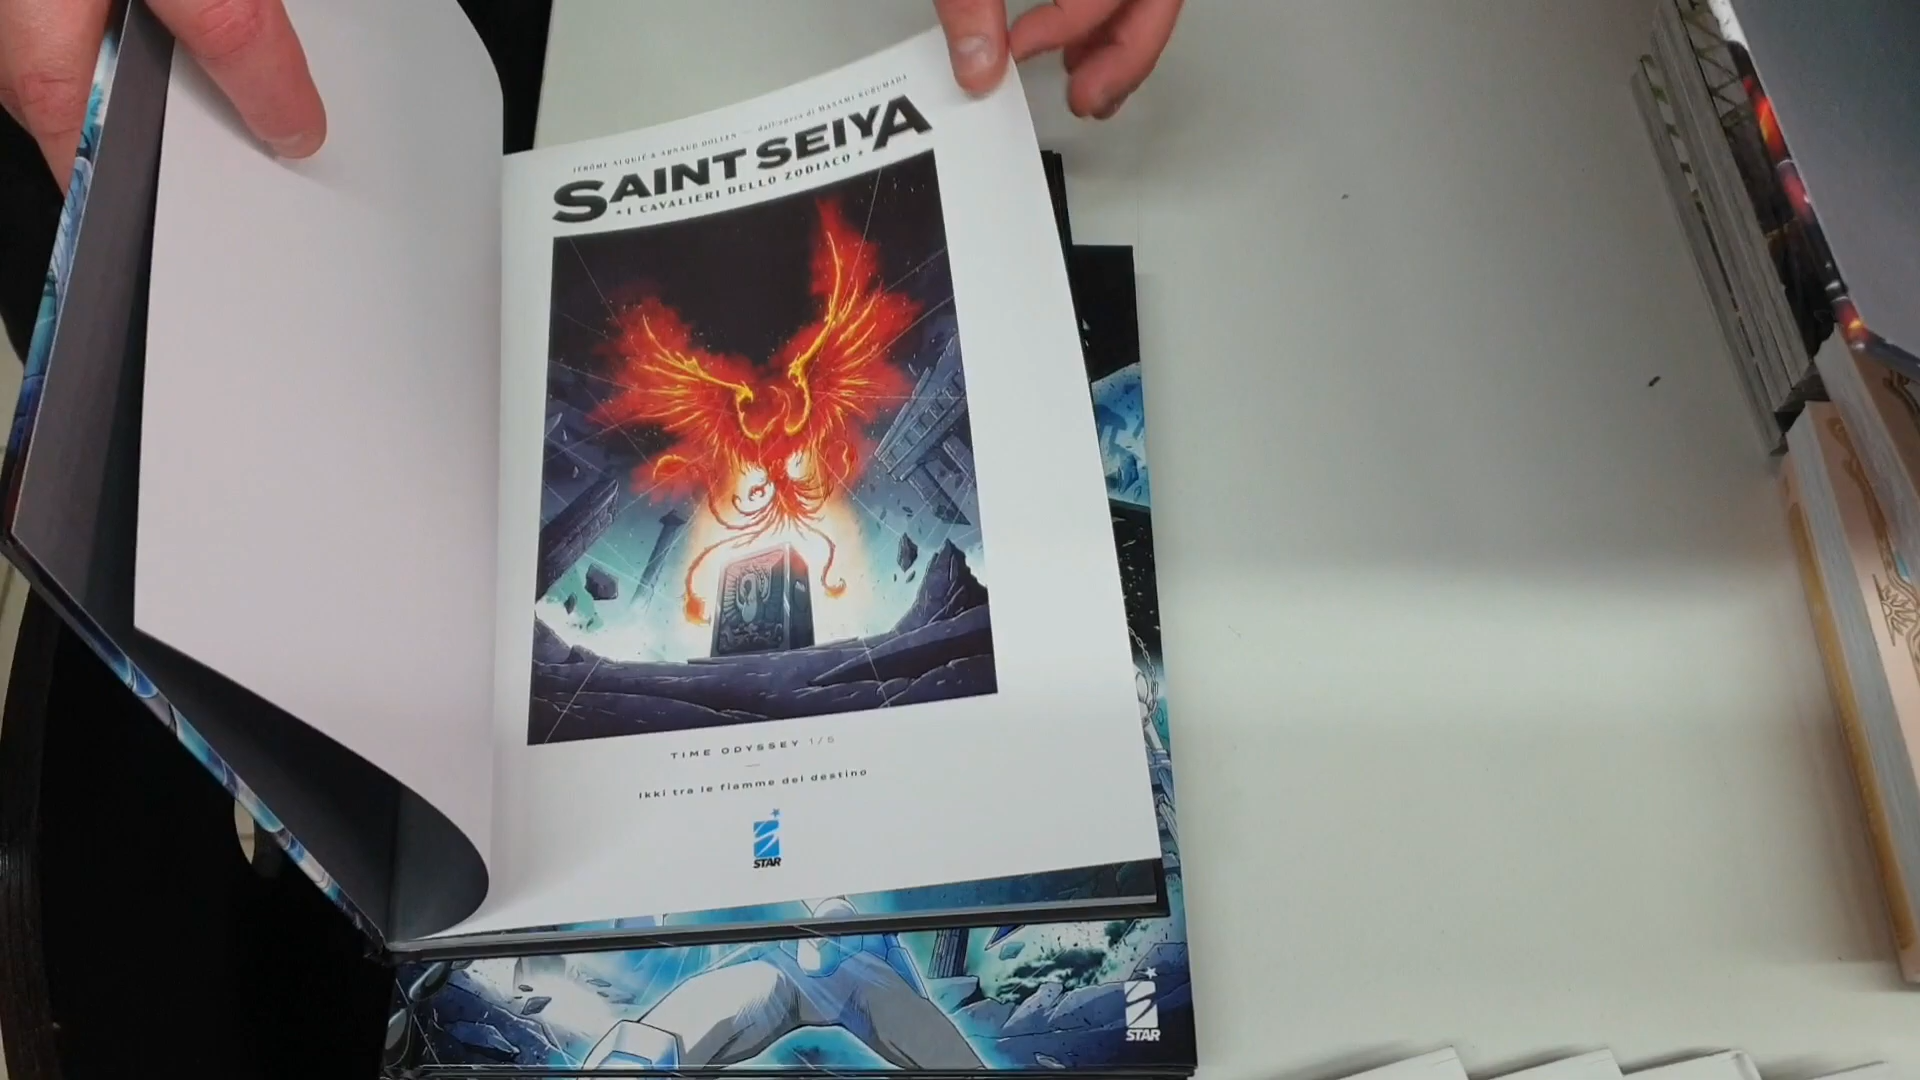 JÉRÔME ALQUIÉ & ARNAUD DOLLEN — dall'opera di MASAMI KURUMADA
SAINT SEIYA
• I CAVALIERI DELLO ZODIACO •
TIME ODYSSEY 1/5
Ikki tra le fiamme del destino
STAR
STAR